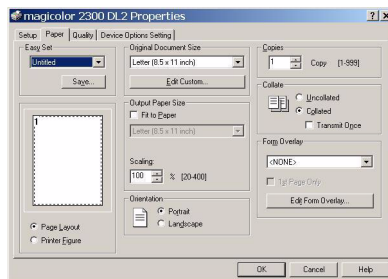 magicolor 2300 DL2 Properties
Setup Paper Quality Device Options Setting
Easy Set
Untitled
Save...
1
Page Layout
Printer Figure
Original Document Size
Letter (8.5 x 11 inch)
Edit Custom...
Output Paper Size
Fit to Paper
Letter (8.5 x 11 inch)
Scaling:
100 % [20-400]
Orientation
Portrait
Landscape
Copies
1 Copy [1-999]
Collate
Uncollated
Collated
Transmit Once
Form Overlay
<NONE>
1st Page Only
Edit Form Overlay...
OK Cancel Help